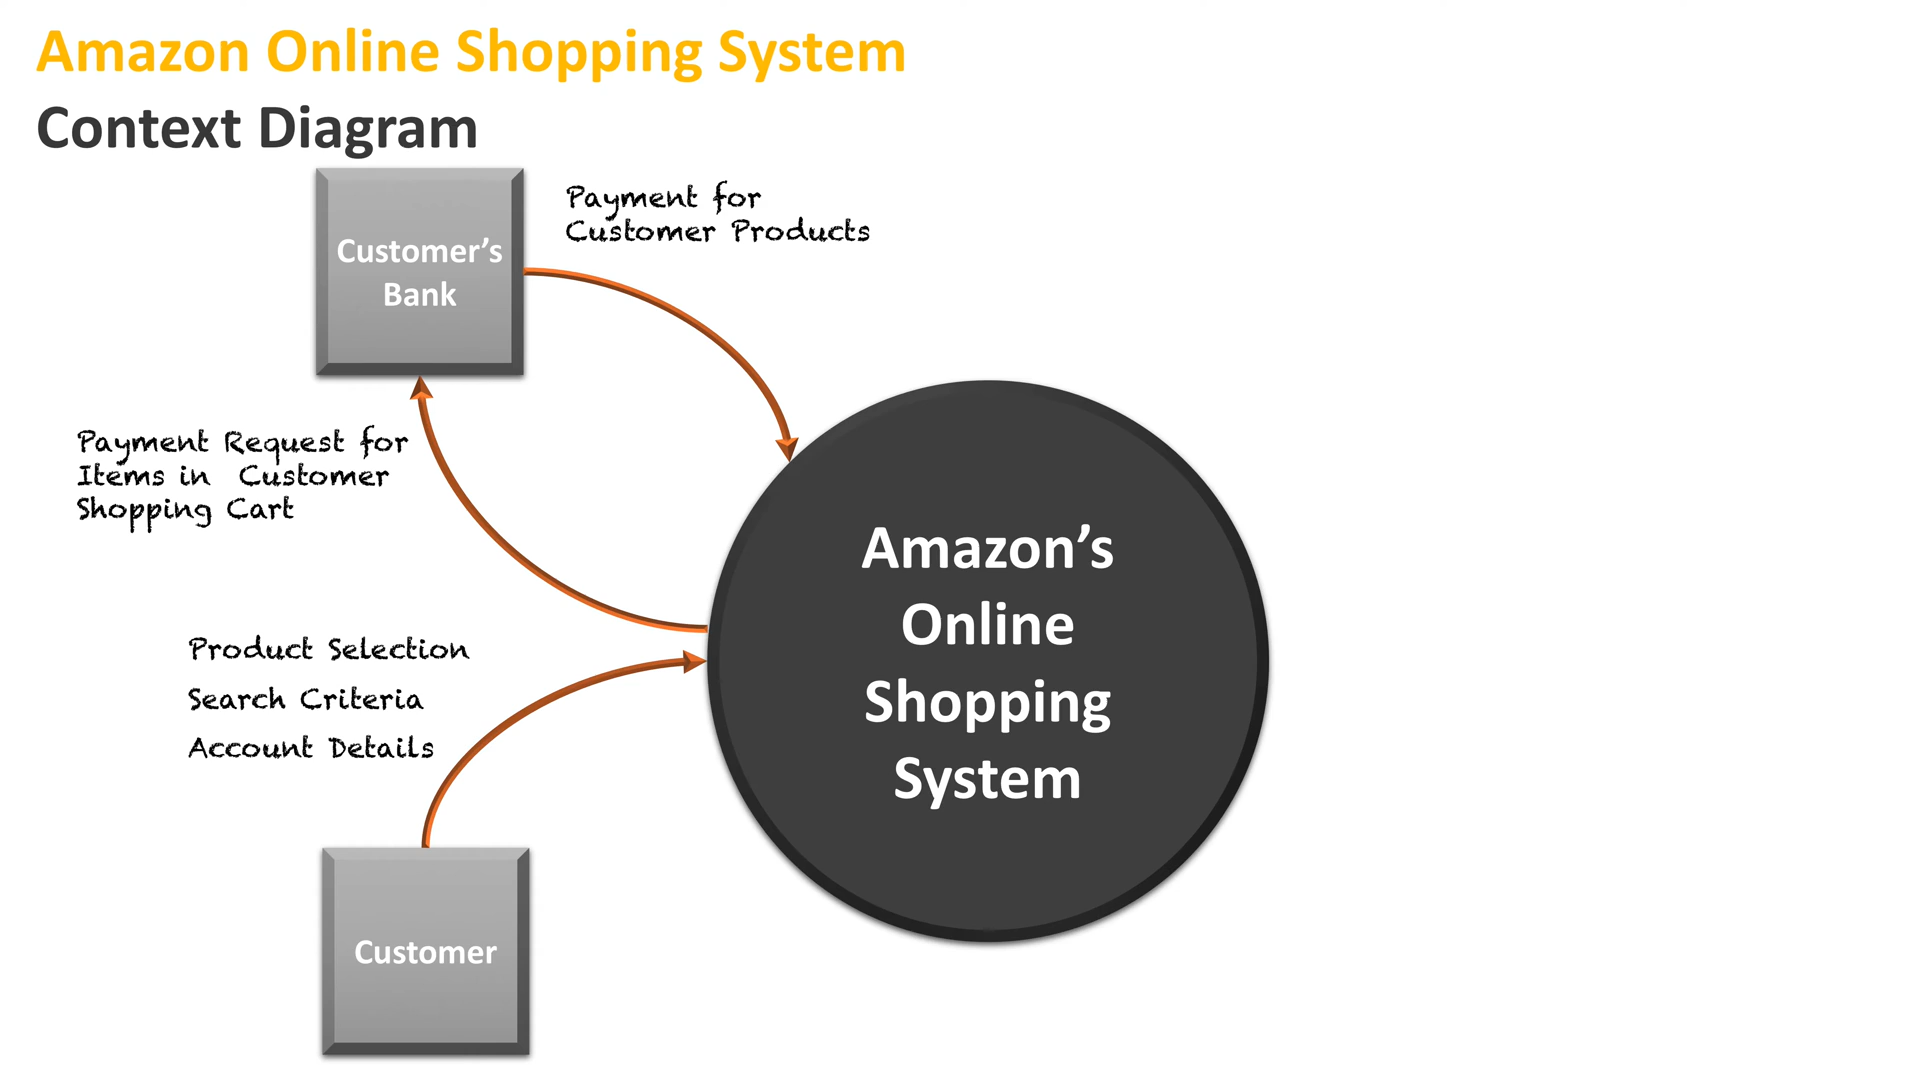 Amazon Online Shopping System
Context Diagram
Customer's
Bank
Payment for
Customer Products
Payment Request for
Items in Customer
Shopping Cart
Product Selection
Search Criteria
Account Details
Amazon’s
Online
Shopping
System
Customer